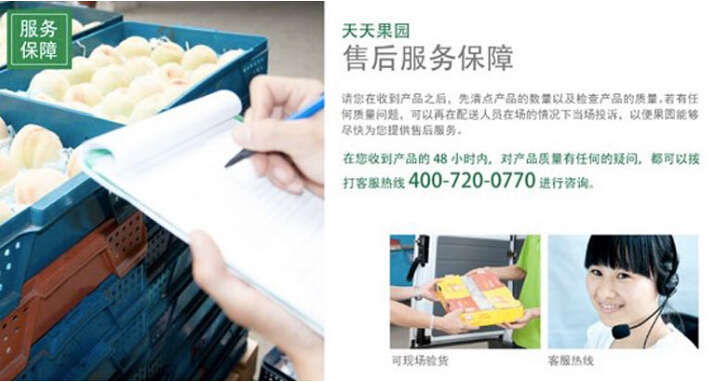 服务
保障
天天果园
售后服务保障
请您在收到产品之后，先清点产品的数量以及检查产品的质量，若有任
何质量问题，可以再在配送人员在场的情况下当场投诉，以便果园能够
尽快为您提供售后服务。
在您收到产品的 48 小时内，对产品质量有任何的疑问，都可以拨
打客服热线 400-720-0770 进行咨询。
可现场验货
客服热线